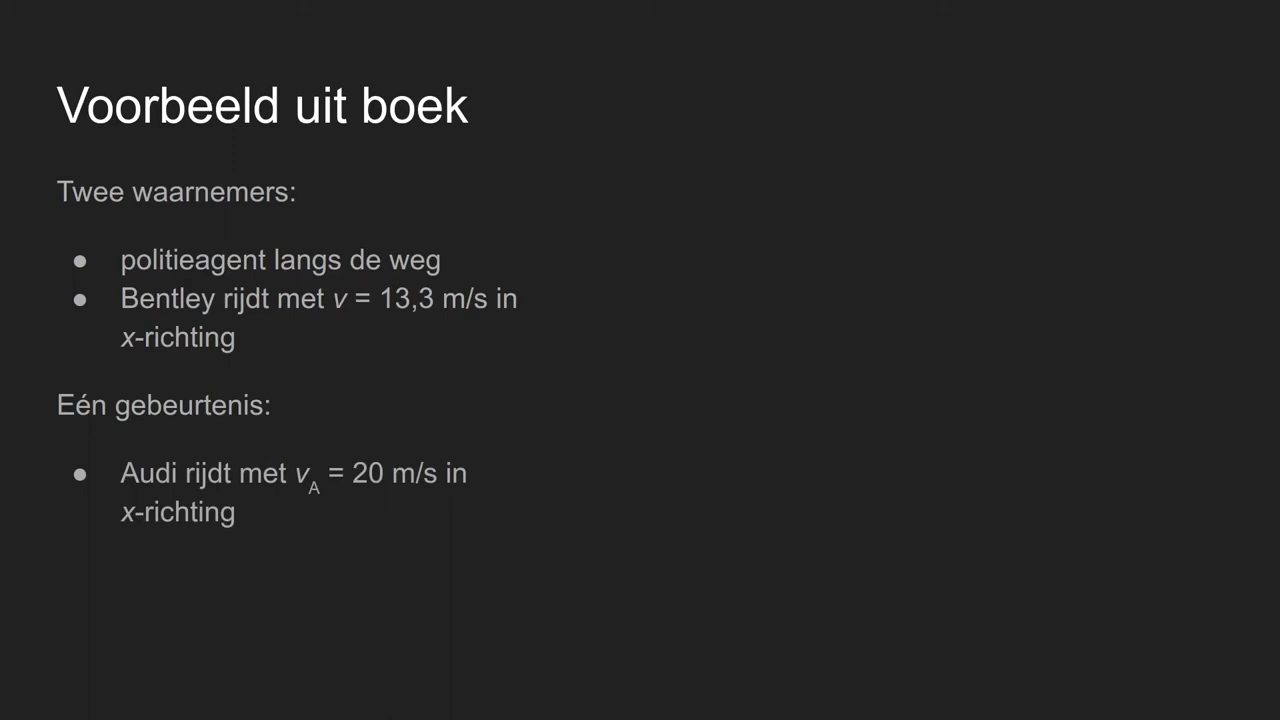 Voorbeeld uit boek
Twee waarnemers:
● politieagent langs de weg
● Bentley rijdt met v = 13,3 m/s in
x-richting
Eén gebeurtenis:
● Audi rijdt met vA = 20 m/s in
x-richting